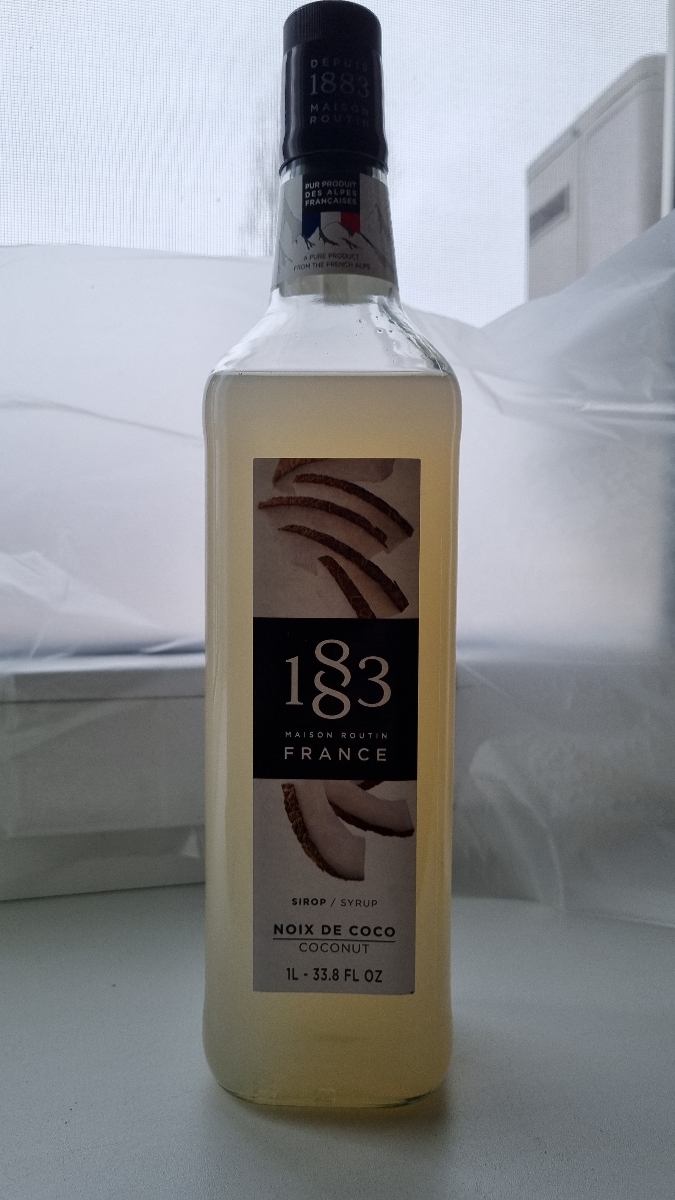 DEPUIS
1883
MAISON
ROUTIN
PUR PRODUIT
DES ALPES
FRANÇAISES
A PURE PRODUCT
FROM THE FRENCH ALPS
1883
MAISON ROUTIN
FRANCE
SIROP / SYRUP
NOIX DE COCO
COCONUT
1L - 33.8 FL OZ